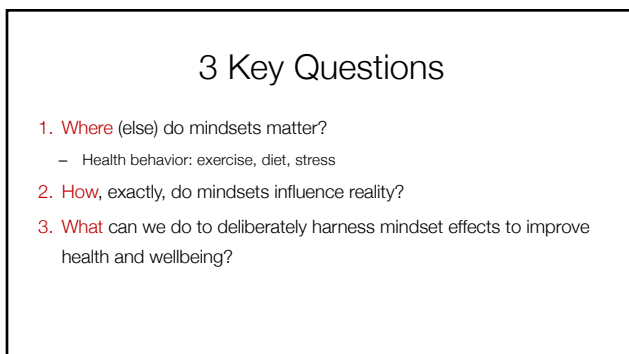 3 Key Questions
1. Where (else) do mindsets matter?
– Health behavior: exercise, diet, stress
2. How, exactly, do mindsets influence reality?
3. What can we do to deliberately harness mindset effects to improve
health and wellbeing?